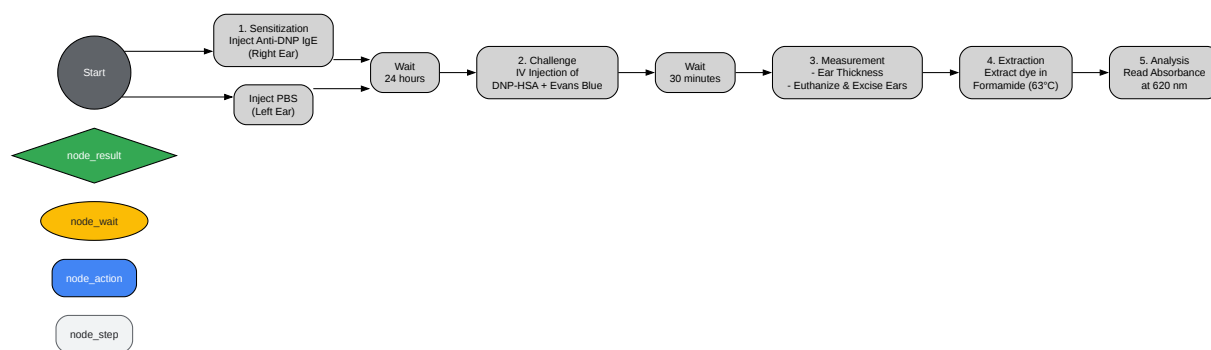 Start
1. Sensitization
Inject Anti-DNP IgE
(Right Ear)
Inject PBS
(Left Ear)
Wait
24 hours
2. Challenge
IV Injection of
DNP-HSA + Evans Blue
Wait
30 minutes
3. Measurement
- Ear Thickness
- Euthanize & Excise Ears
4. Extraction
Extract dye in
Formamide (63°C)
5. Analysis
Read Absorbance
at 620 nm
node_result
node_wait
node_action
node_step